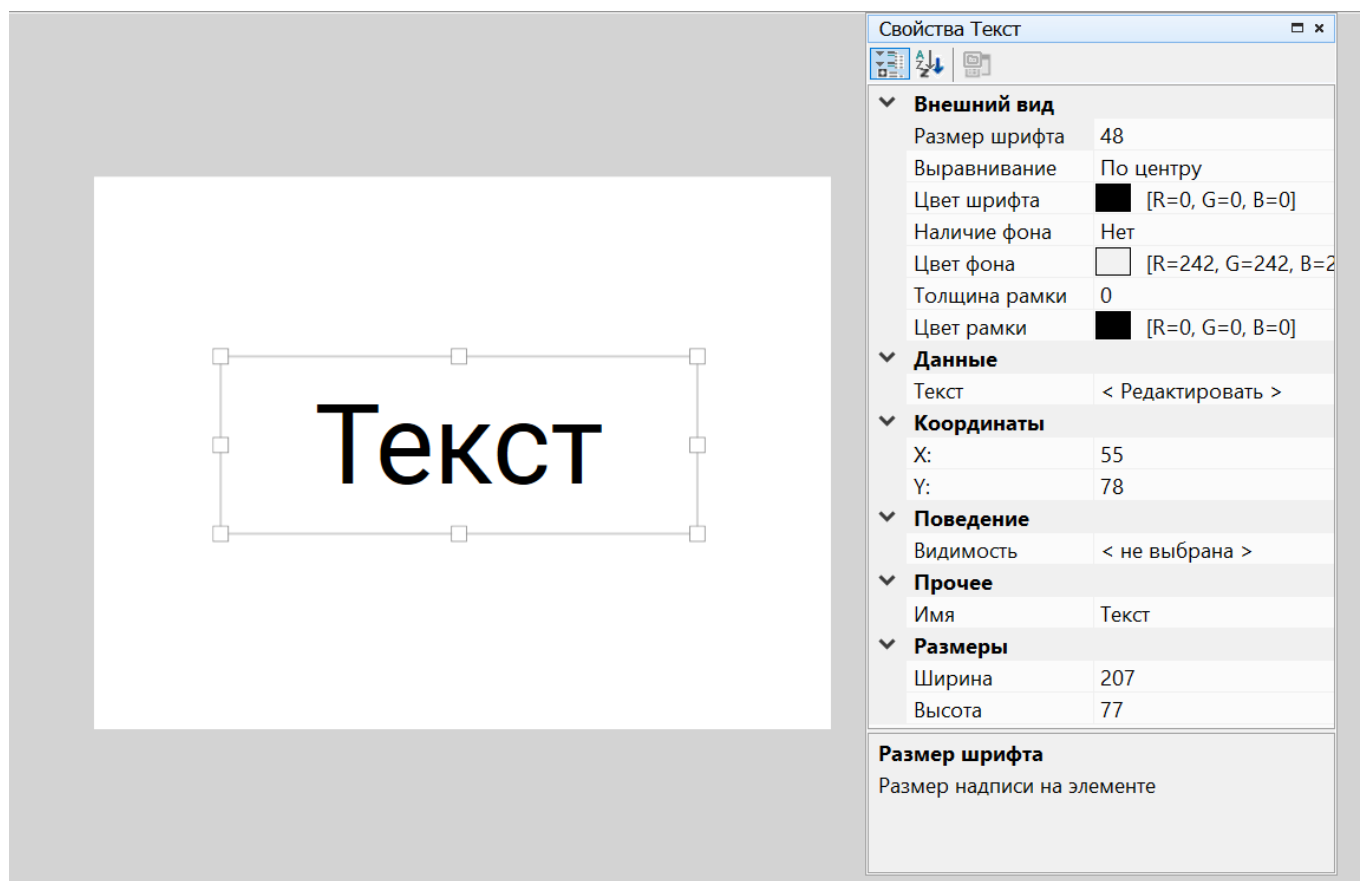 Текст
Свойства Текст
Внешний вид
Размер шрифта 48
Выравнивание По центру
Цвет шрифта [R=0, G=0, B=0]
Наличие фона Нет
Цвет фона [R=242, G=242, B=2
Толщина рамки 0
Цвет рамки [R=0, G=0, B=0]
Данные
Текст < Редактировать >
Координаты
X: 55
Y: 78
Поведение
Видимость < не выбрана >
Прочее
Имя Текст
Размеры
Ширина 207
Высота 77
Размер шрифта
Размер надписи на элементе